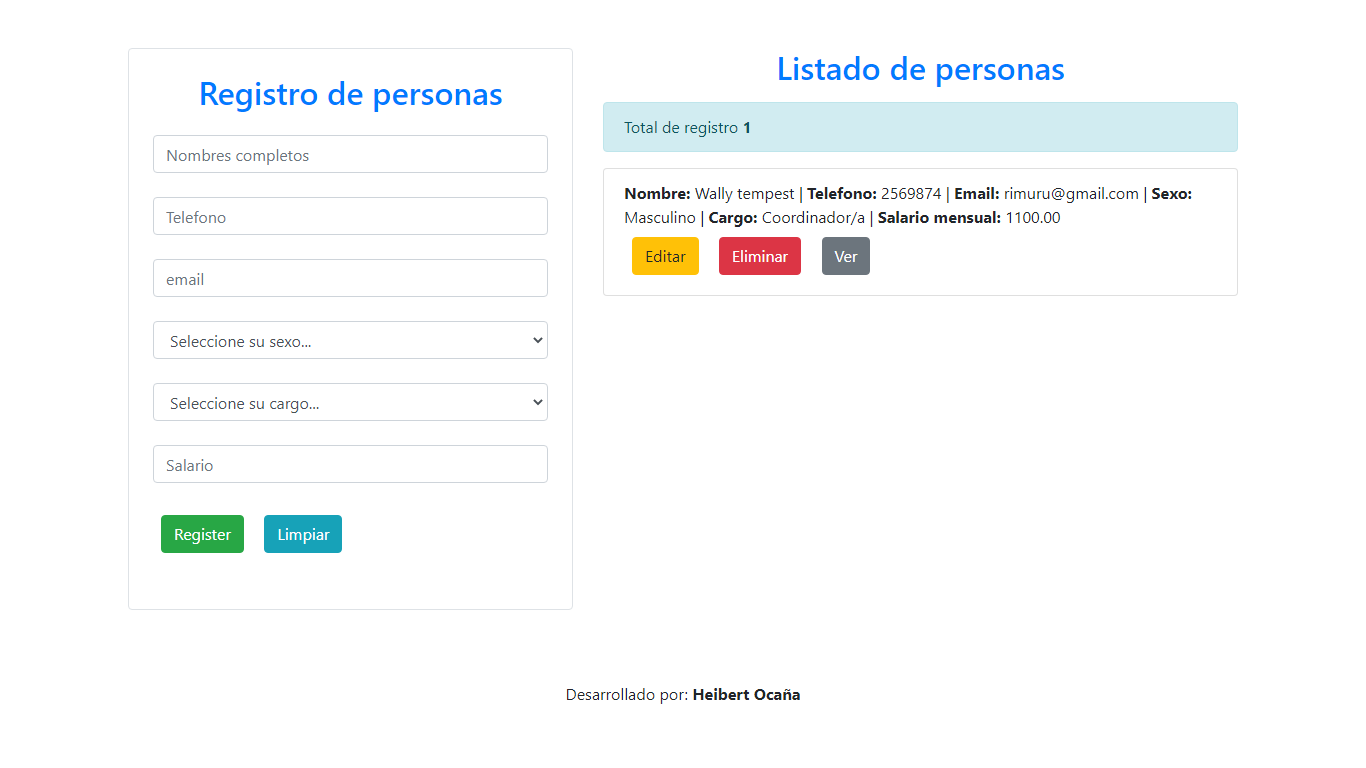 Registro de personas
Nombres completos
Telefono
email
Seleccione su sexo...
Seleccione su cargo...
Salario
Register Limpiar
Listado de personas
Total de registro 1
Nombre: Wally tempest | Telefono: 2569874 | Email: rimuru@gmail.com | Sexo:
Masculino | Cargo: Coordinador/a | Salario mensual: 1100.00
Editar Eliminar Ver
Desarrollado por: Heibert Ocaña